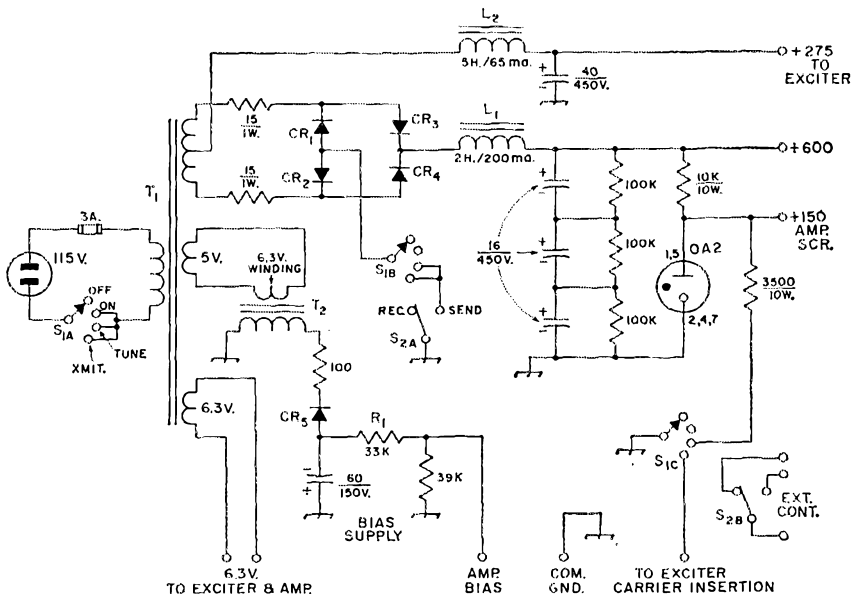 L2
5H./65 ma.
+275
TO
EXCITER
40
450V.
15
1W.
CR1
CR3
L1
2H./200 ma.
+600
CR2
CR4
15
1W.
100K
10K
10W.
T1
3A.
115V.
5V.
6.3V.
WINDING
T2
S1B
16
450V.
100K
1,5
OA2
+150
AMP.
SCR.
3500
10W.
OFF
ON
S1A
TUNE
XMIT.
REC.
SEND
S2A
100K
2,4,7
100
6.3V.
CR5
R1
33K
60
150V.
39K
BIAS
SUPPLY
S1C
S2B
EXT.
CONT.
6.3V.
TO EXCITER & AMP.
AMP.
BIAS
COM.
GND.
TO EXCITER
CARRIER INSERTION